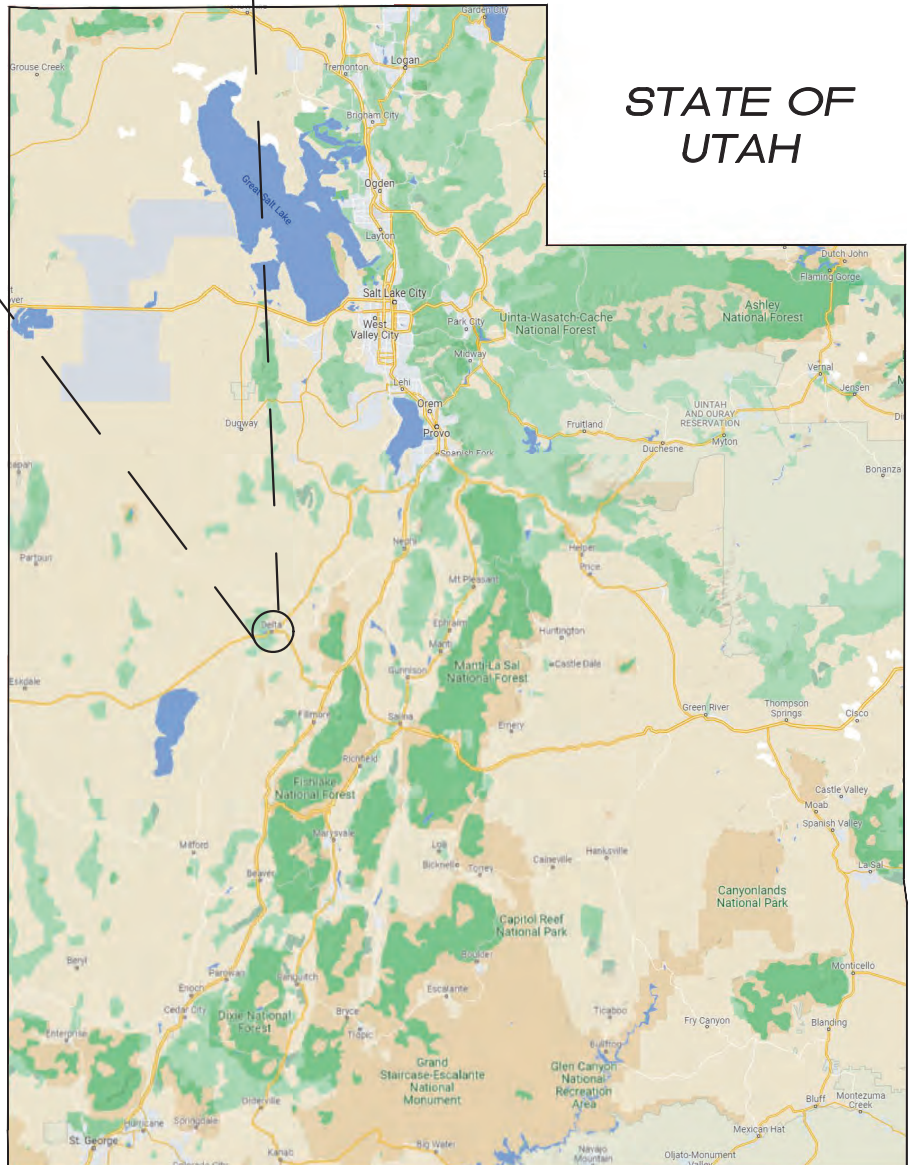 STATE OF
UTAH
Garden City
Grouse Creek
Tremonton
Logan
Brigham City
Great Salt Lake
Ogden
Layton
Dutch John
Flaming Gorge
Salt Lake City
West
Valley City
Park City
Uinta-Wasatch-Cache
National Forest
Ashley
National Forest
Midway
Vernal
Jensen
Lehi
Orem
Provo
Dugway
Fruitland
UINTAH
AND OURAY
RESERVATION
Myton
Duchesne
Spanish Fork
Bonanza
Partoun
Nephi
Helper
Price
Mt Pleasant
Delta
Ephraim
Manti
Huntington
Castle Dale
Manti-La Sal
National Forest
Gunnison
Eskdale
Fillmore
Salina
Emery
Green River
Thompson
Springs
Cisco
Richfield
Fishlake
National Forest
Castle Valley
Moab
Spanish Valley
Marysvale
Milford
Loa
Bicknell
Torrey
Caineville
Hanksville
La Sal
Beaver
Canyonlands
National Park
Capitol Reef
National Park
Boulder
Beryl
Parowan
Panguitch
Monticello
Enoch
Escalante
Cedar City
Dixie National
Forest
Bryce
Tropic
Ticaboo
Fry Canyon
Blanding
Enterprise
Bullfrog
Grand
Staircase-Escalante
National
Monument
Glen Canyon
National
Recreation
Area
Orderville
Bluff
Montezuma
Creek
Hurricane
Springdale
St. George
Mexican Hat
Kanab
Big Water
Navajo
Mountain
Oljato-Monument